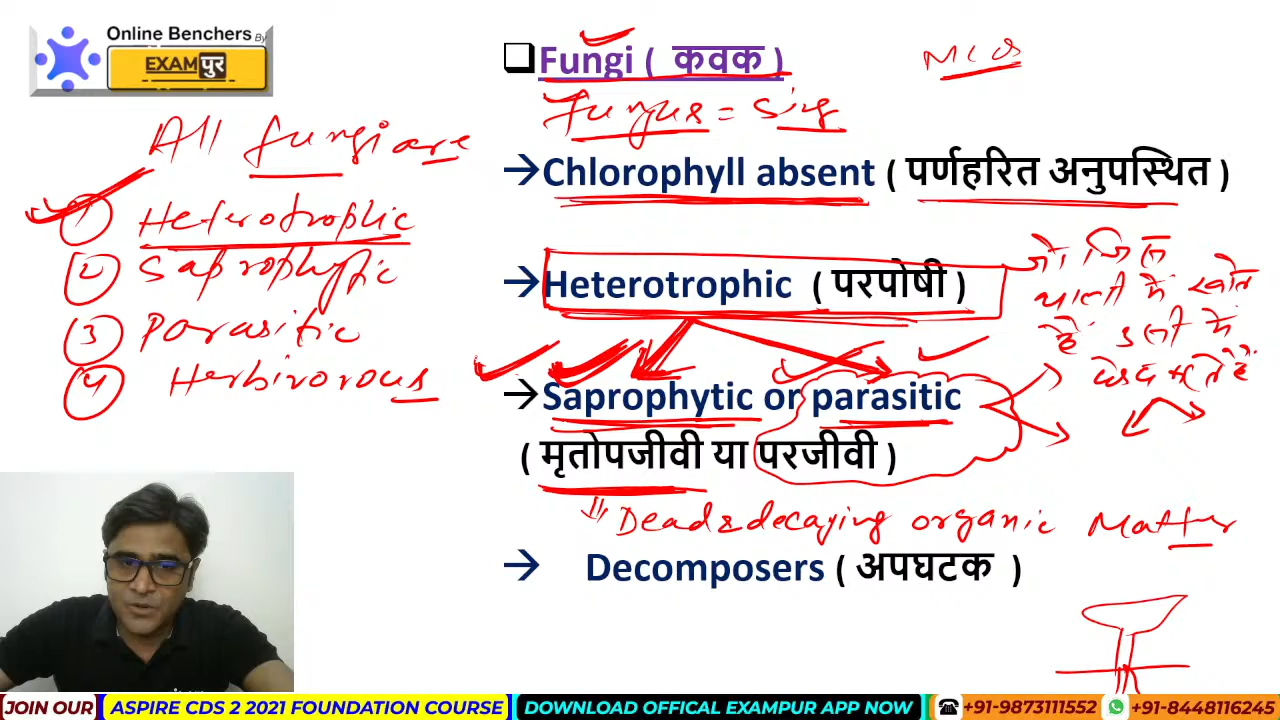 Online Benchers By
EXAMपुर
Fungi ( कवक )
MCQ
Fungus = Sing
All fungi are
Chlorophyll absent ( पर्णहरित अनुपस्थित )
1 Heterotrophic
2 Saprophytic
3 Parasitic
4 Herbivorous
Heterotrophic ( परपोषी )
जो जिस
थाली में खाते
हैं उसी में
छेद करते हैं
Saprophytic or parasitic
( मृतोपजीवी या परजीवी )
Dead & decaying organic Matter
Decomposers ( अपघटक )
JOIN OUR ASPIRE CDS 2 2021 FOUNDATION COURSE DOWNLOAD OFFICAL EXAMPUR APP NOW +91-9873111552 +91-8448116245